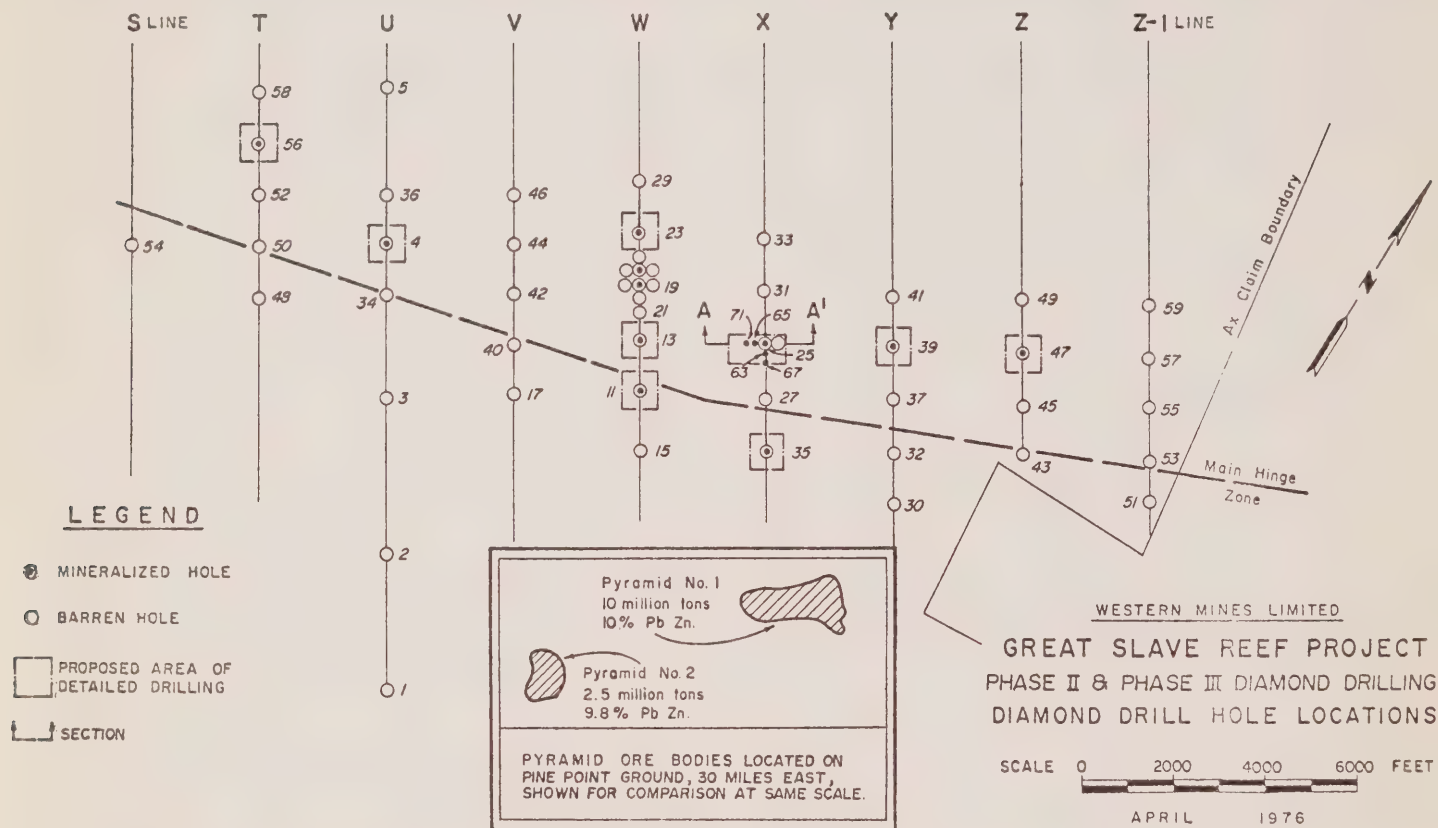 S LINE T U V W X Y Z Z-1 LINE
58
5
56
52
36
46
29
54
50
4
44
23
33
48
34
42
19
31
41
49
59
21
A
A'
71
65
40
13
25
39
47
57
63
67
3
17
11
27
37
45
55
15
35
32
43
53
Main Hinge
Zone
30
51
2
1
Ax Claim Boundary
N
LEGEND
MINERALIZED HOLE
BARREN HOLE
PROPOSED AREA OF
DETAILED DRILLING
SECTION
Pyramid No. 1
10 million tons
10% Pb Zn.
Pyramid No. 2
2.5 million tons
9.8% Pb Zn.
PYRAMID ORE BODIES LOCATED ON
PINE POINT GROUND, 30 MILES EAST,
SHOWN FOR COMPARISON AT SAME SCALE.
WESTERN MINES LIMITED
GREAT SLAVE REEF PROJECT
PHASE II & PHASE III DIAMOND DRILLING
DIAMOND DRILL HOLE LOCATIONS
SCALE 0 2000 4000 6000 FEET
APRIL 1976